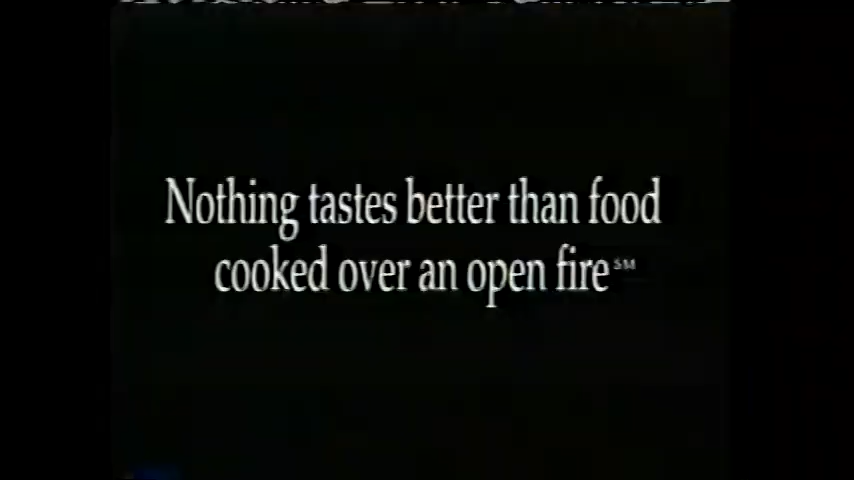 Nothing tastes better than food
cooked over an open fire℠